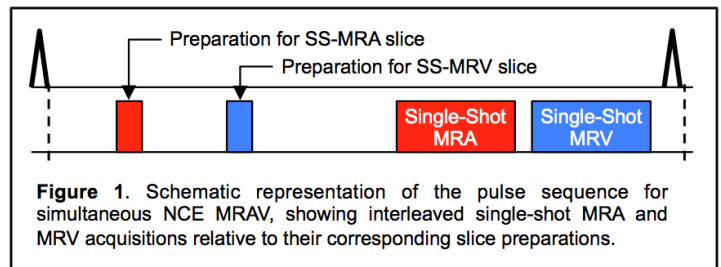 Preparation for SS-MRA slice
Preparation for SS-MRV slice
Single-Shot
MRA
Single-Shot
MRV
Figure 1. Schematic representation of the pulse sequence for
simultaneous NCE MRAV, showing interleaved single-shot MRA and
MRV acquisitions relative to their corresponding slice preparations.